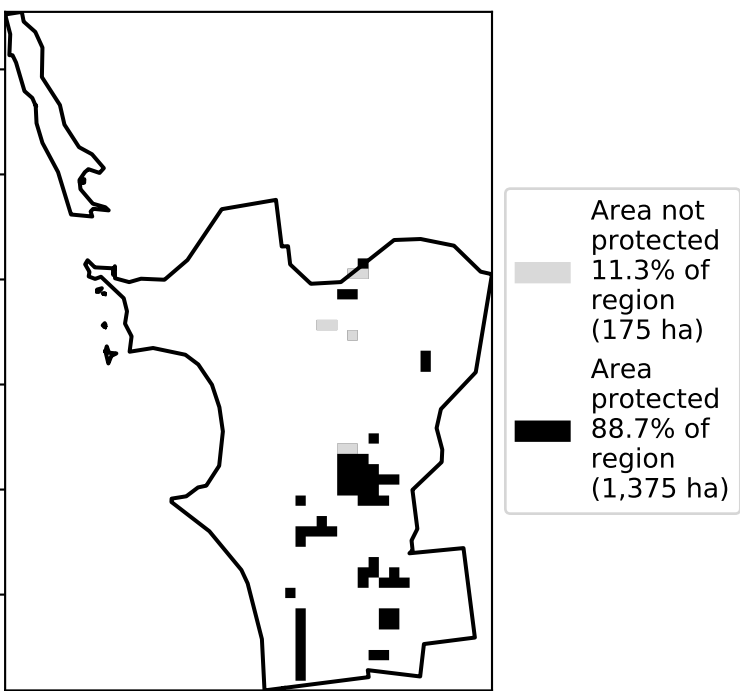 Area not
protected
11.3% of
region
(175 ha)
Area
protected
88.7% of
region
(1,375 ha)